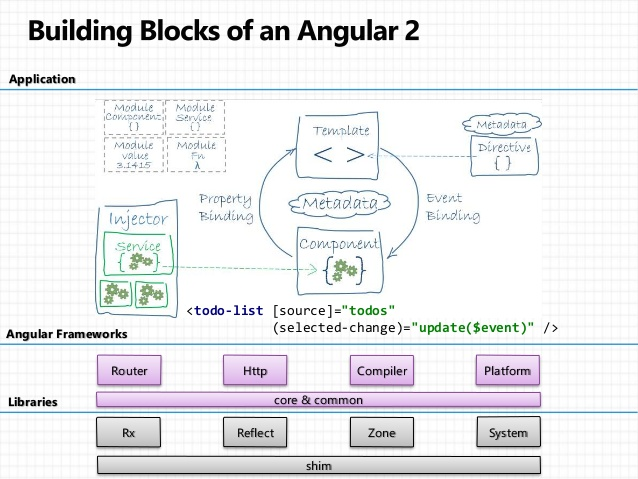 Building Blocks of an Angular 2
Application
Module
Component
{ }
Module
Service
{ }
Module
value
3.1415
Module
Fn
λ
Template
< >
Metadata
Directive
{ }
Property
Binding
Metadata
Event
Binding
Injector
Service
{ }
Component
{ }
<todo-list [source]="todos"
(selected-change)="update($event)" />
Angular Frameworks
Router
Http
Compiler
Platform
core & common
Libraries
Rx
Reflect
Zone
System
shim